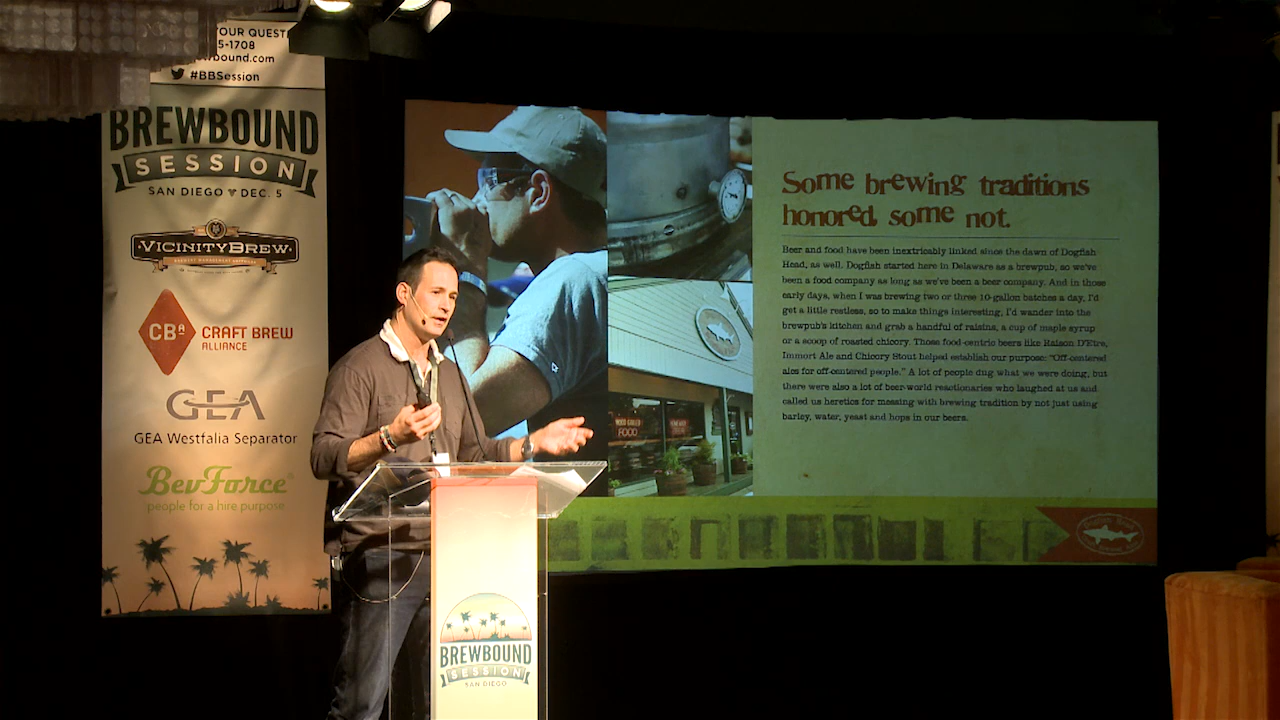 OUR QUEST
5-1708
wbound.com
#BBSession
BREWBOUND
SESSION
SAN DIEGO DEC. 5
VICINITYBREW
CBA
CRAFT BREW
ALLIANCE
GEA
GEA Westfalia Separator
BevForce
people for a hire purpose
Some brewing traditions
honored, some not.
Beer and food have been inextricably linked since the dawn of Dogfish
Head, as well. Dogfish started here in Delaware as a brewpub, so we've
been a food company as long as we've been a beer company. And in those
early days, when I was brewing two or three 10-gallon batches a day, I'd
get a little restless, so to make things interesting, I'd wander into the
brewpub's kitchen and grab a handful of raisins, a cup of maple syrup
or a scoop of roasted chicory. Those food-centric beers like Raison D'Etre,
Immort Ale and Chicory Stout helped establish our purpose: "Off-centered
ales for off-centered people." A lot of people dug what we were doing, but
there were also a lot of beer-world reactionaries who laughed at us and
called us heretics for messing with brewing tradition by not just using
barley, water, yeast and hops in our beers.
FOOD
BREWBOUND
SESSION
SAN DIEGO